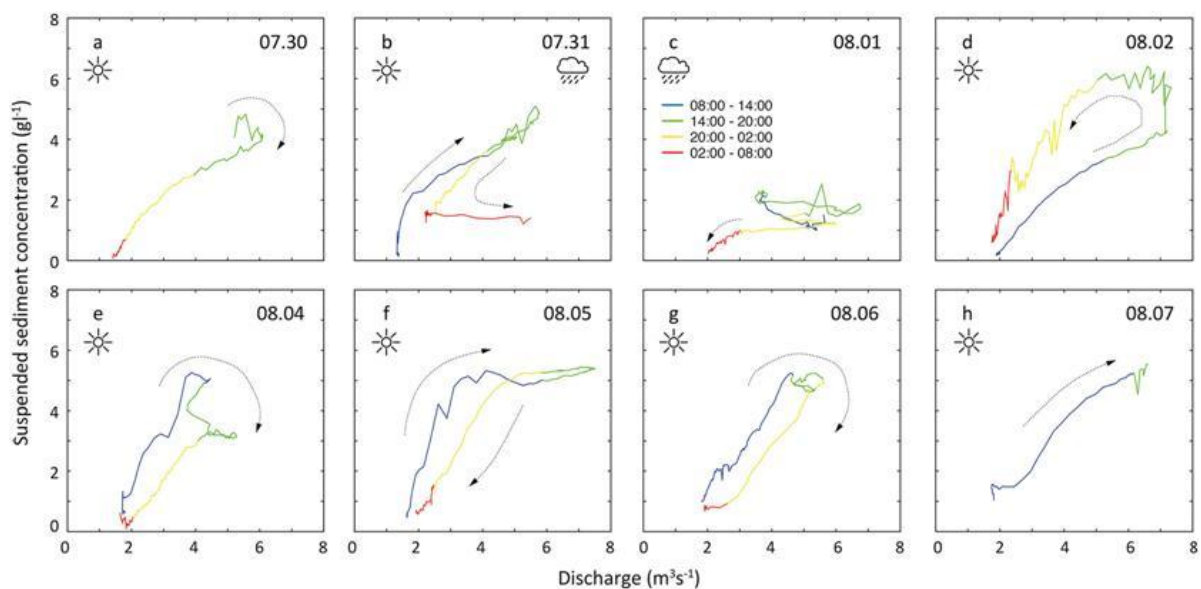 8 a 07.30 b 07.31 c 08.01 d 08.02
6
4
2
0
08:00 - 14:00
14:00 - 20:00
20:00 - 02:00
02:00 - 08:00
8 e 08.04 f 08.05 g 08.06 h 08.07
6
4
2
0
0 2 4 6 8 0 2 4 6 8 2 4 6 8 2 4 6 8
Suspended sediment concentration (gl⁻¹)
Discharge (m³s⁻¹)